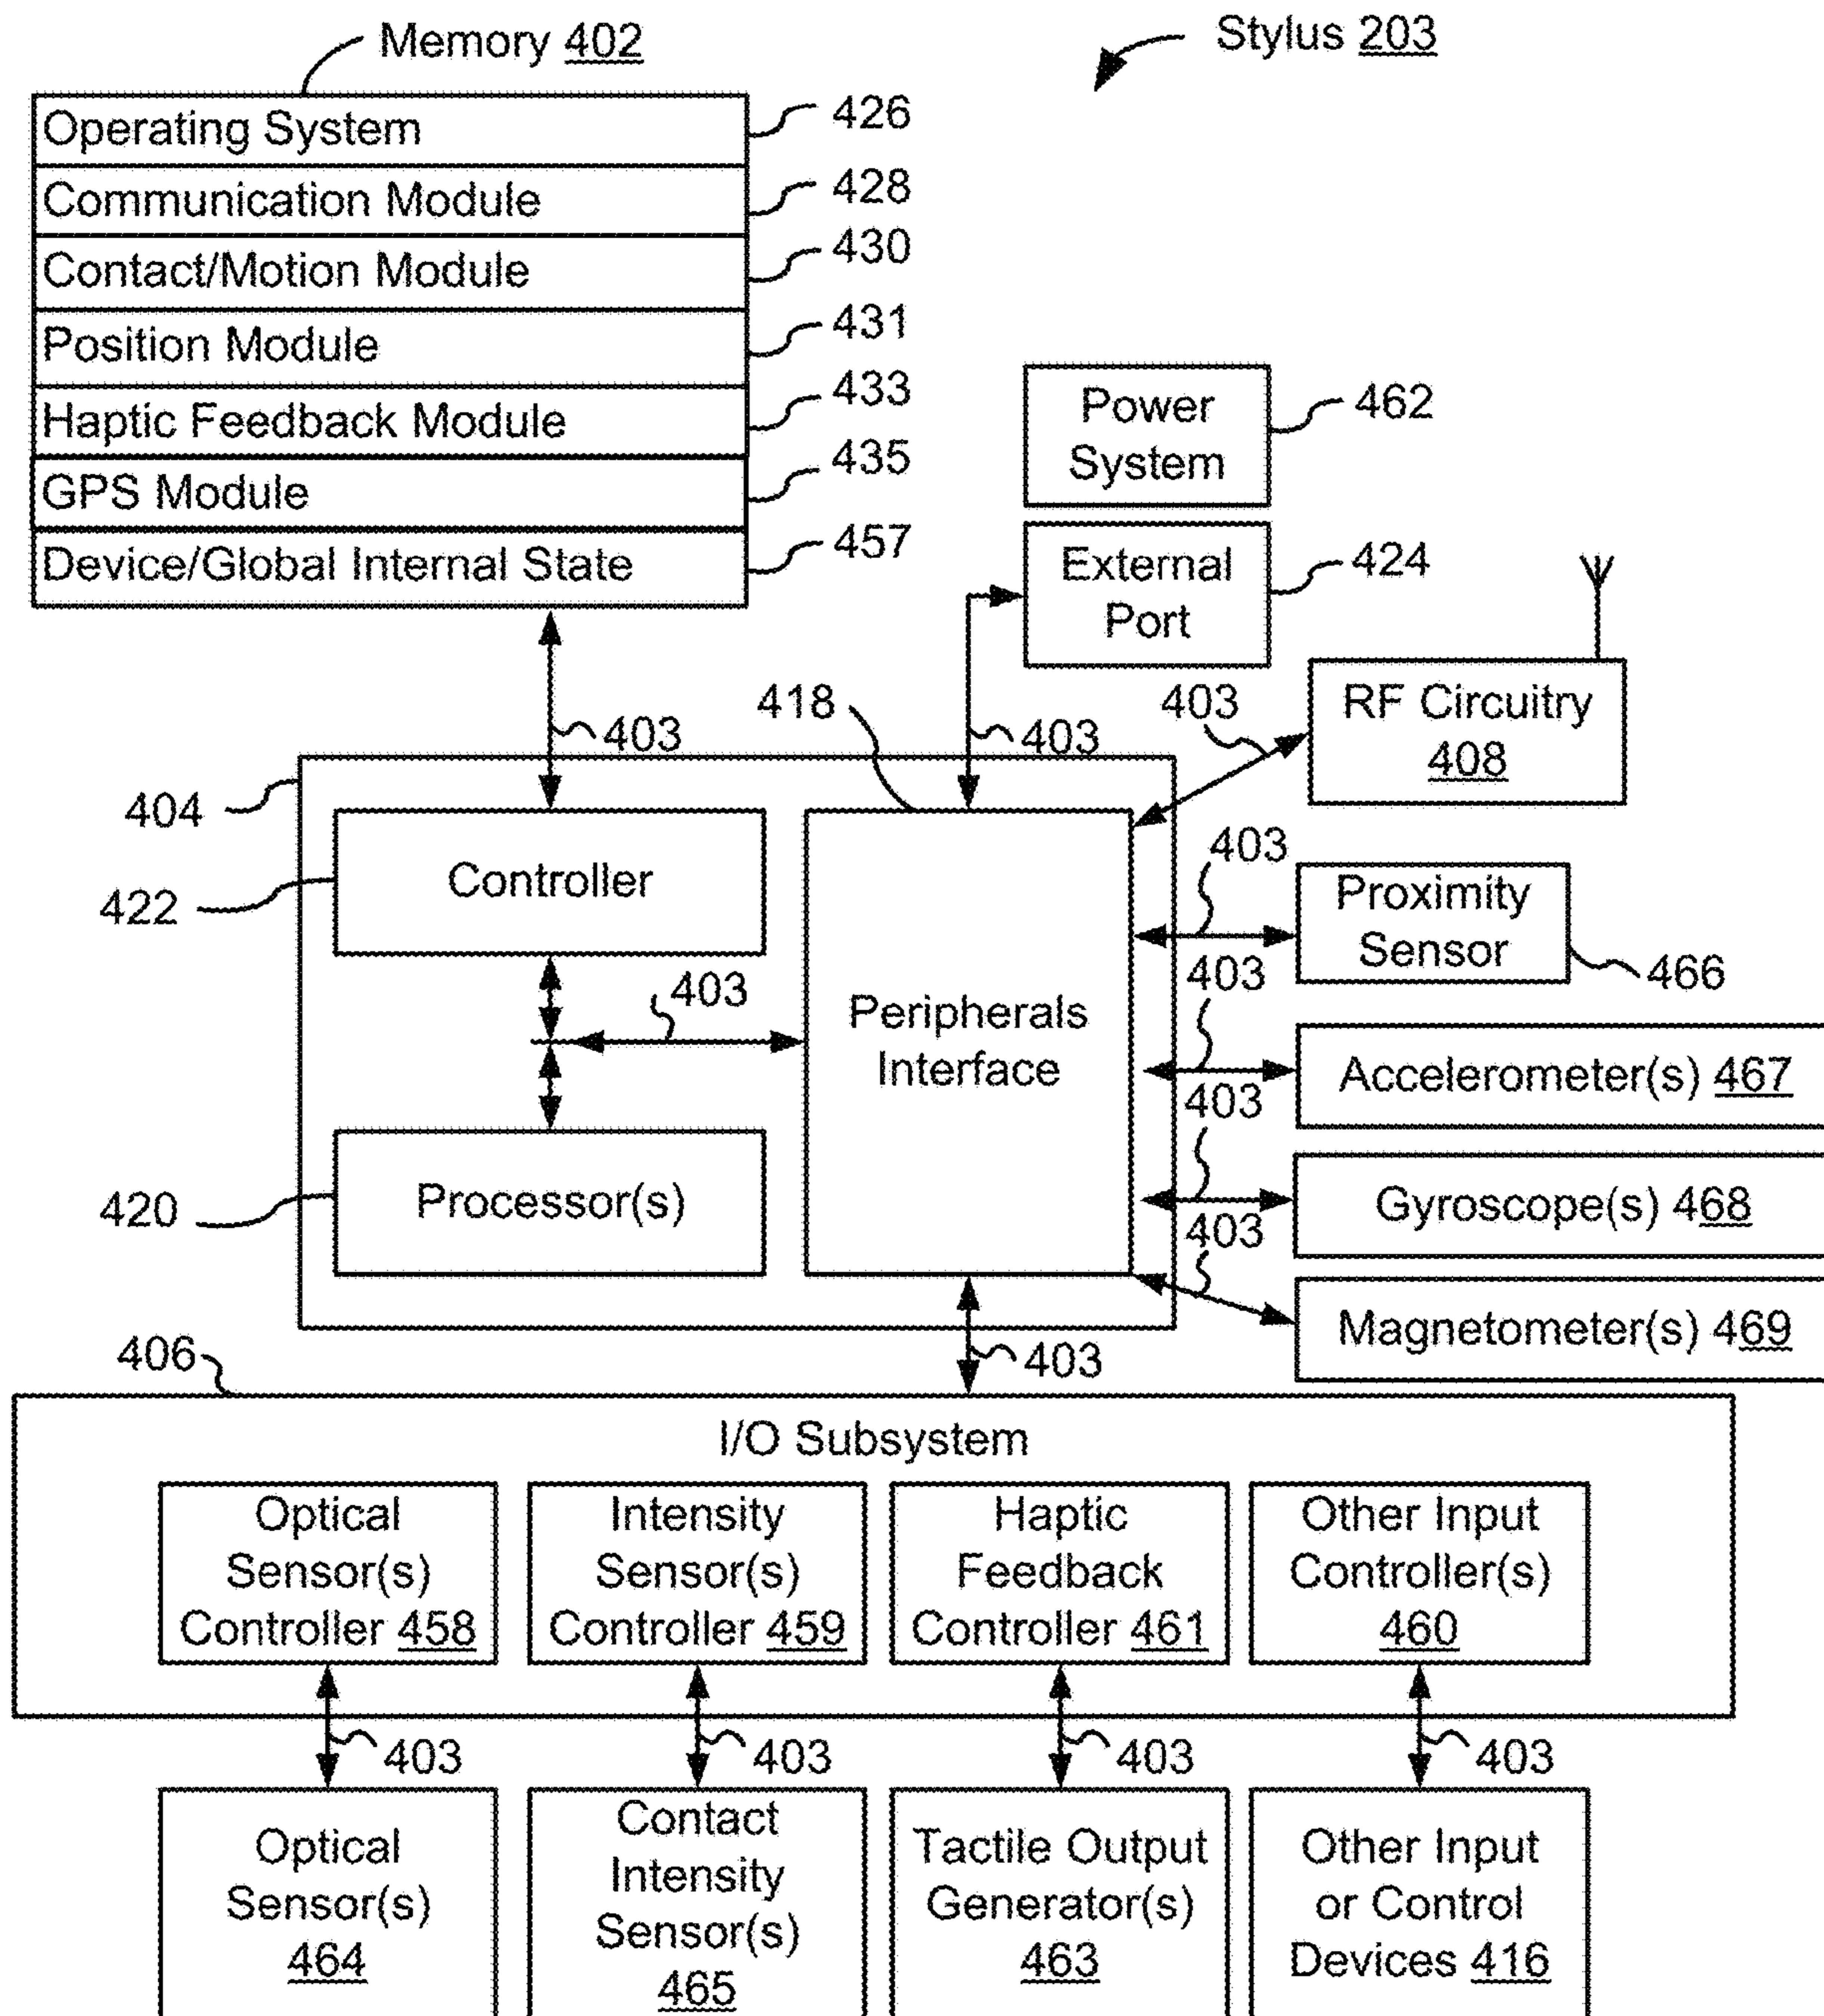 Memory 402
Stylus 203
Operating System
426
Communication Module
428
Contact/Motion Module
430
Position Module
431
Haptic Feedback Module
433
GPS Module
435
Device/Global Internal State
457
Power
System
462
External
Port
424
RF Circuitry
408
403
418
403
403
404
Controller
422
403
Processor(s)
420
Peripherals
Interface
403
Proximity
Sensor
466
403
Accelerometer(s) 467
403
Gyroscope(s) 468
403
Magnetometer(s) 469
403
406
I/O Subsystem
Optical
Sensor(s)
Controller 458
Intensity
Sensor(s)
Controller 459
Haptic
Feedback
Controller 461
Other Input
Controller(s)
460
403
403
403
403
Optical
Sensor(s)
464
Contact
Intensity
Sensor(s)
465
Tactile Output
Generator(s)
463
Other Input
or Control
Devices 416